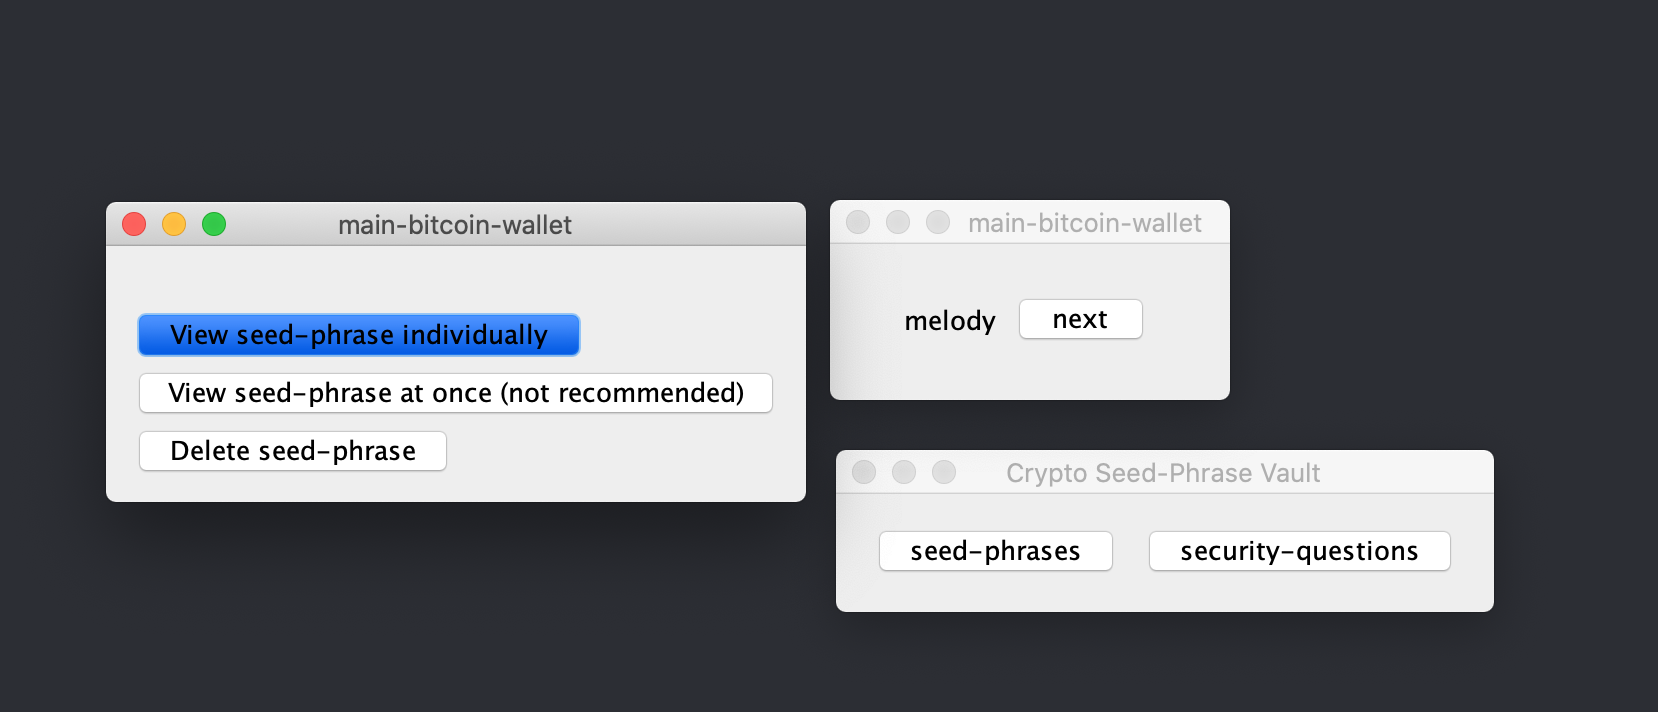 main-bitcoin-wallet
View seed-phrase individually
View seed-phrase at once (not recommended)
Delete seed-phrase
main-bitcoin-wallet
melody next
Crypto Seed-Phrase Vault
seed-phrases security-questions